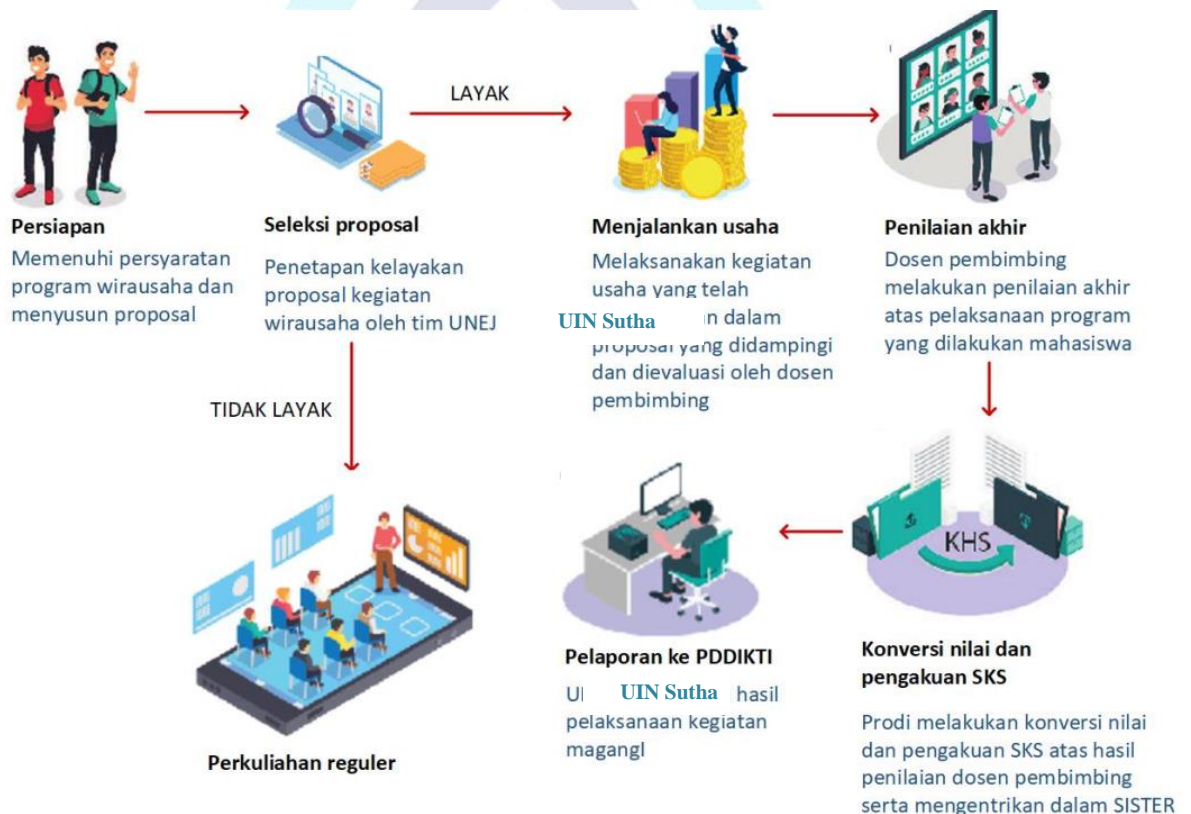 LAYAK
Persiapan
Memenuhi persyaratan
program wirausaha dan
menyusun proposal
Seleksi proposal
Penetapan kelayakan
proposal kegiatan
wirausaha oleh tim UNEJ
Menjalankan usaha
Melaksanakan kegiatan
usaha yang telah
UIN Sutha n dalam
proposal yang didampingi
dan dievaluasi oleh dosen
pembimbing
Penilaian akhir
Dosen pembimbing
melakukan penilaian akhir
atas pelaksanaan program
yang dilakukan mahasiswa
TIDAK LAYAK
Perkuliahan reguler
KHS
Pelaporan ke PDDIKTI
UIN Sutha hasil
pelaksanaan kegiatan
magangl
Konversi nilai dan
pengakuan SKS
Prodi melakukan konversi nilai
dan pengakuan SKS atas hasil
penilaian dosen pembimbing
serta mengentrikan dalam SISTER